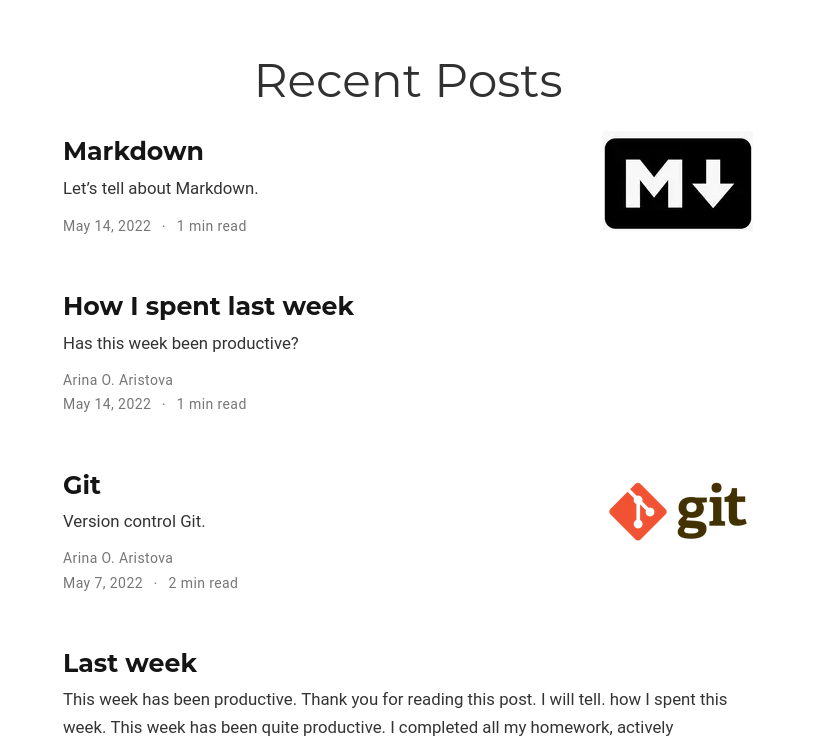 Recent Posts
Markdown
Let’s tell about Markdown.
May 14, 2022 · 1 min read
M
How I spent last week
Has this week been productive?
Arina O. Aristova
May 14, 2022 · 1 min read
Git
Version control Git.
Arina O. Aristova
May 7, 2022 · 2 min read
git
Last week
This week has been productive. Thank you for reading this post. I will tell. how I spent this
week. This week has been quite productive. I completed all my homework, actively